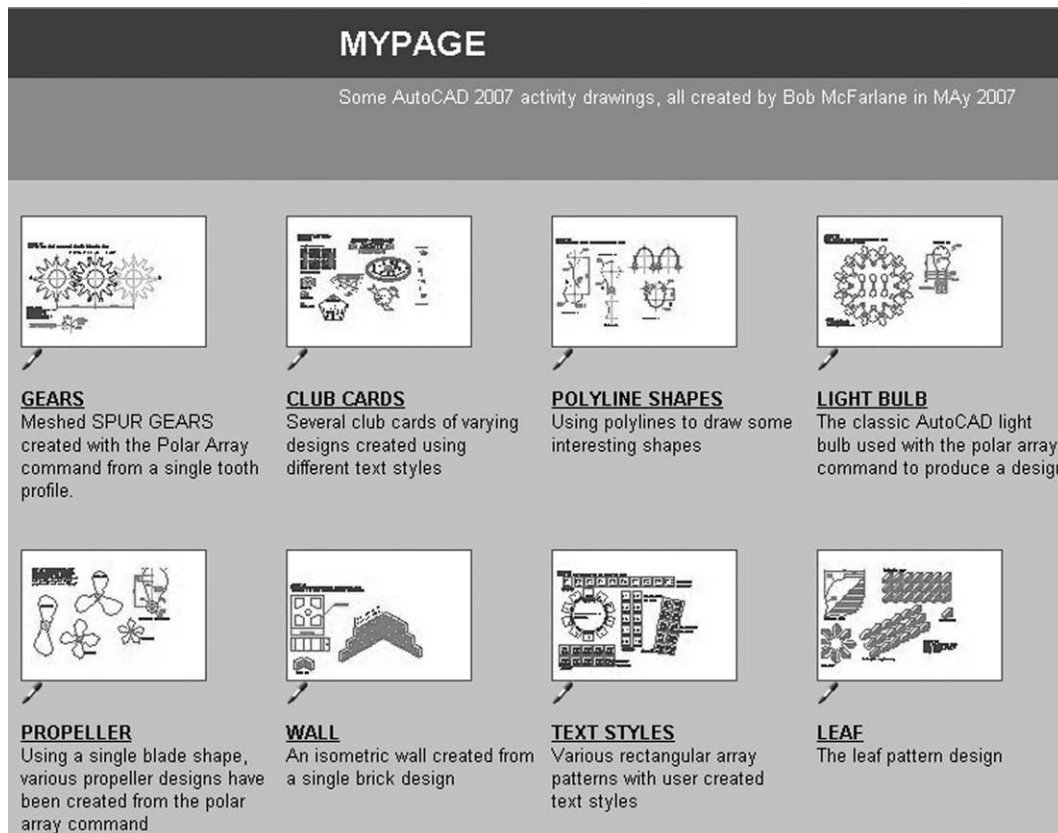 MYPAGE
Some AutoCAD 2007 activity drawings, all created by Bob McFarlane in MAy 2007
GEARS
Meshed SPUR GEARS
created with the Polar Array
command from a single tooth
profile.
CLUB CARDS
Several club cards of varying
designs created using
different text styles
POLYLINE SHAPES
Using polylines to draw some
interesting shapes
LIGHT BULB
The classic AutoCAD light
bulb used with the polar array
command to produce a design
PROPELLER
Using a single blade shape,
various propeller designs have
been created from the polar
array command
WALL
An isometric wall created from
a single brick design
TEXT STYLES
Various rectangular array
patterns with user created
text styles
LEAF
The leaf pattern design